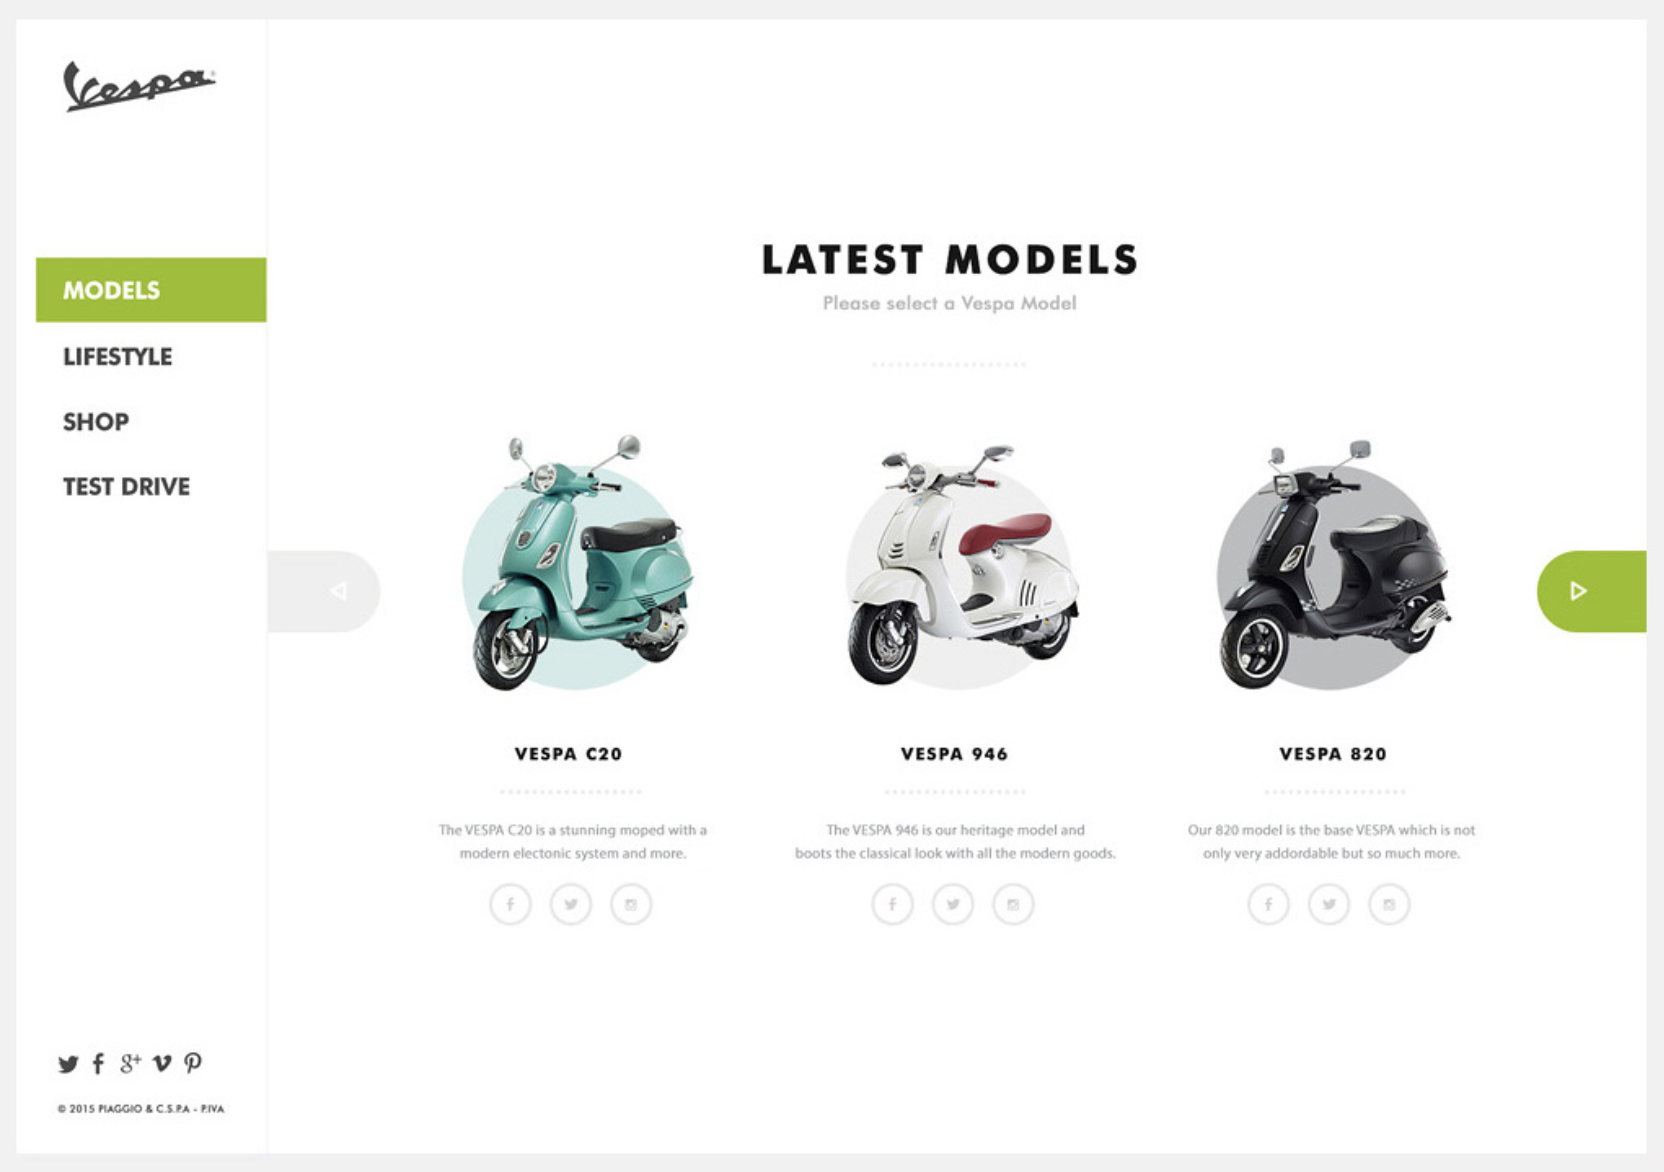 Vespa
MODELS
LIFESTYLE
SHOP
TEST DRIVE
LATEST MODELS
Please select a Vespa Model
VESPA C20
The VESPA C20 is a stunning moped with a
modern electonic system and more.
VESPA 946
The VESPA 946 is our heritage model and
boots the classical look with all the modern goods.
VESPA 820
Our 820 model is the base VESPA which is not
only very addordable but so much more.
© 2015 PIAGGIO & C.S.P.A - P.IVA